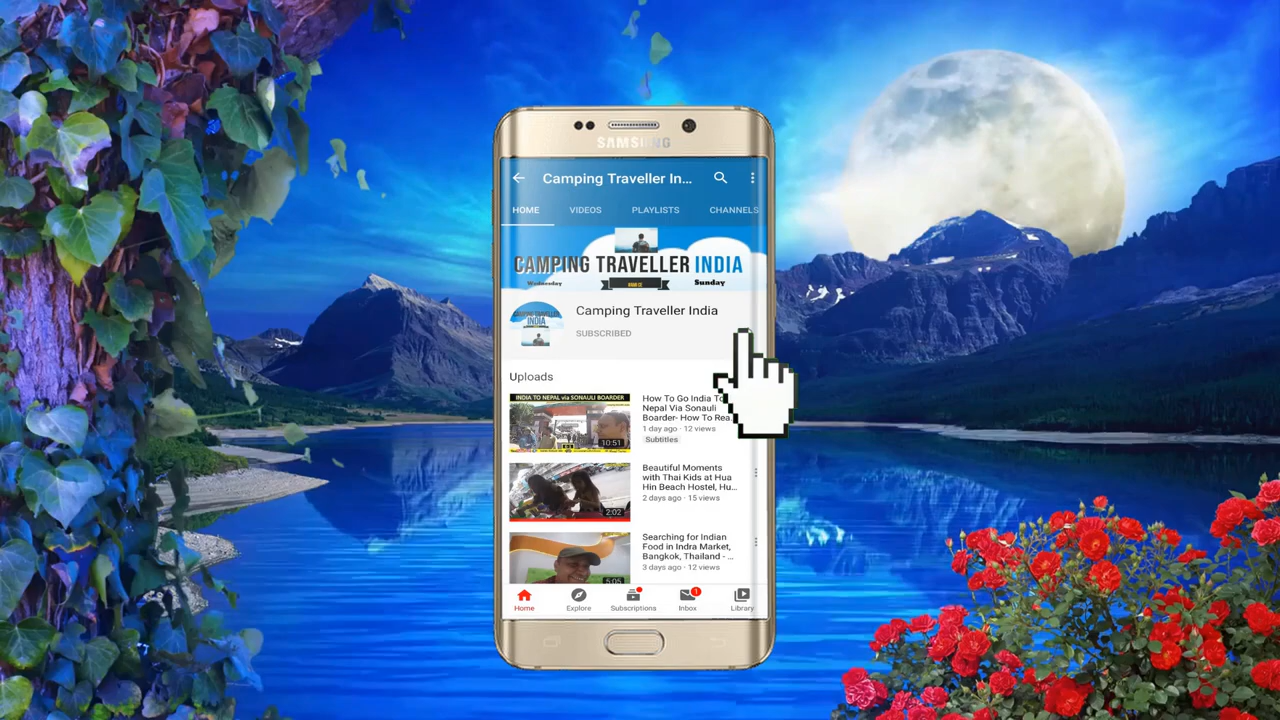 SAMSUNG
Camping Traveller In...
HOME VIDEOS PLAYLISTS CHANNELS
CAMPING TRAVELLER INDIA
Wednesday
Sunday
Camping Traveller India
SUBSCRIBED
Uploads
INDIA TO NEPAL via SONAULI BOARDER
10:51
How To Go India To
Nepal Via Sonauli
Boarder- How To Rea...
1 day ago · 12 views
Subtitles
2:02
Beautiful Moments
with Thai Kids at Hua
Hin Beach Hostel, Hu...
2 days ago · 15 views
5:05
Searching for Indian
Food in Indra Market,
Bangkok, Thailand - ...
3 days ago · 12 views
1
Home Explore Subscriptions Inbox Library